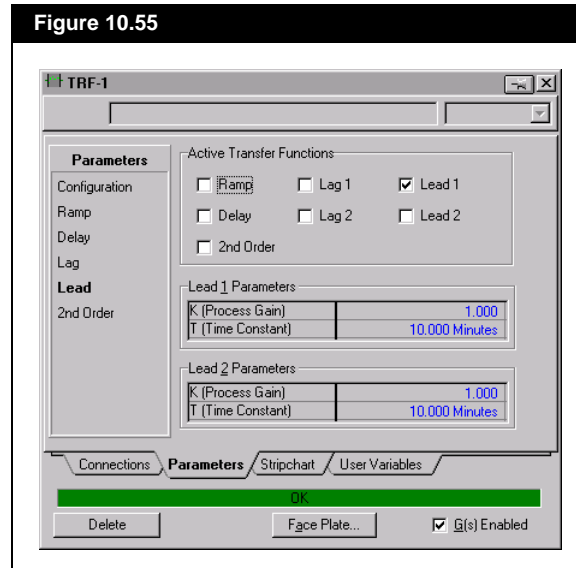 Figure 10.55
TRF-1
Parameters
Configuration
Ramp
Delay
Lag
Lead
2nd Order
Active Transfer Functions
Ramp Lag 1 Lead 1
Delay Lag 2 Lead 2
2nd Order
Lead 1 Parameters
K (Process Gain) 1.000
T (Time Constant) 10.000 Minutes
Lead 2 Parameters
K (Process Gain) 1.000
T (Time Constant) 10.000 Minutes
Connections Parameters Stripchart User Variables
OK
Delete Face Plate... G(s) Enabled